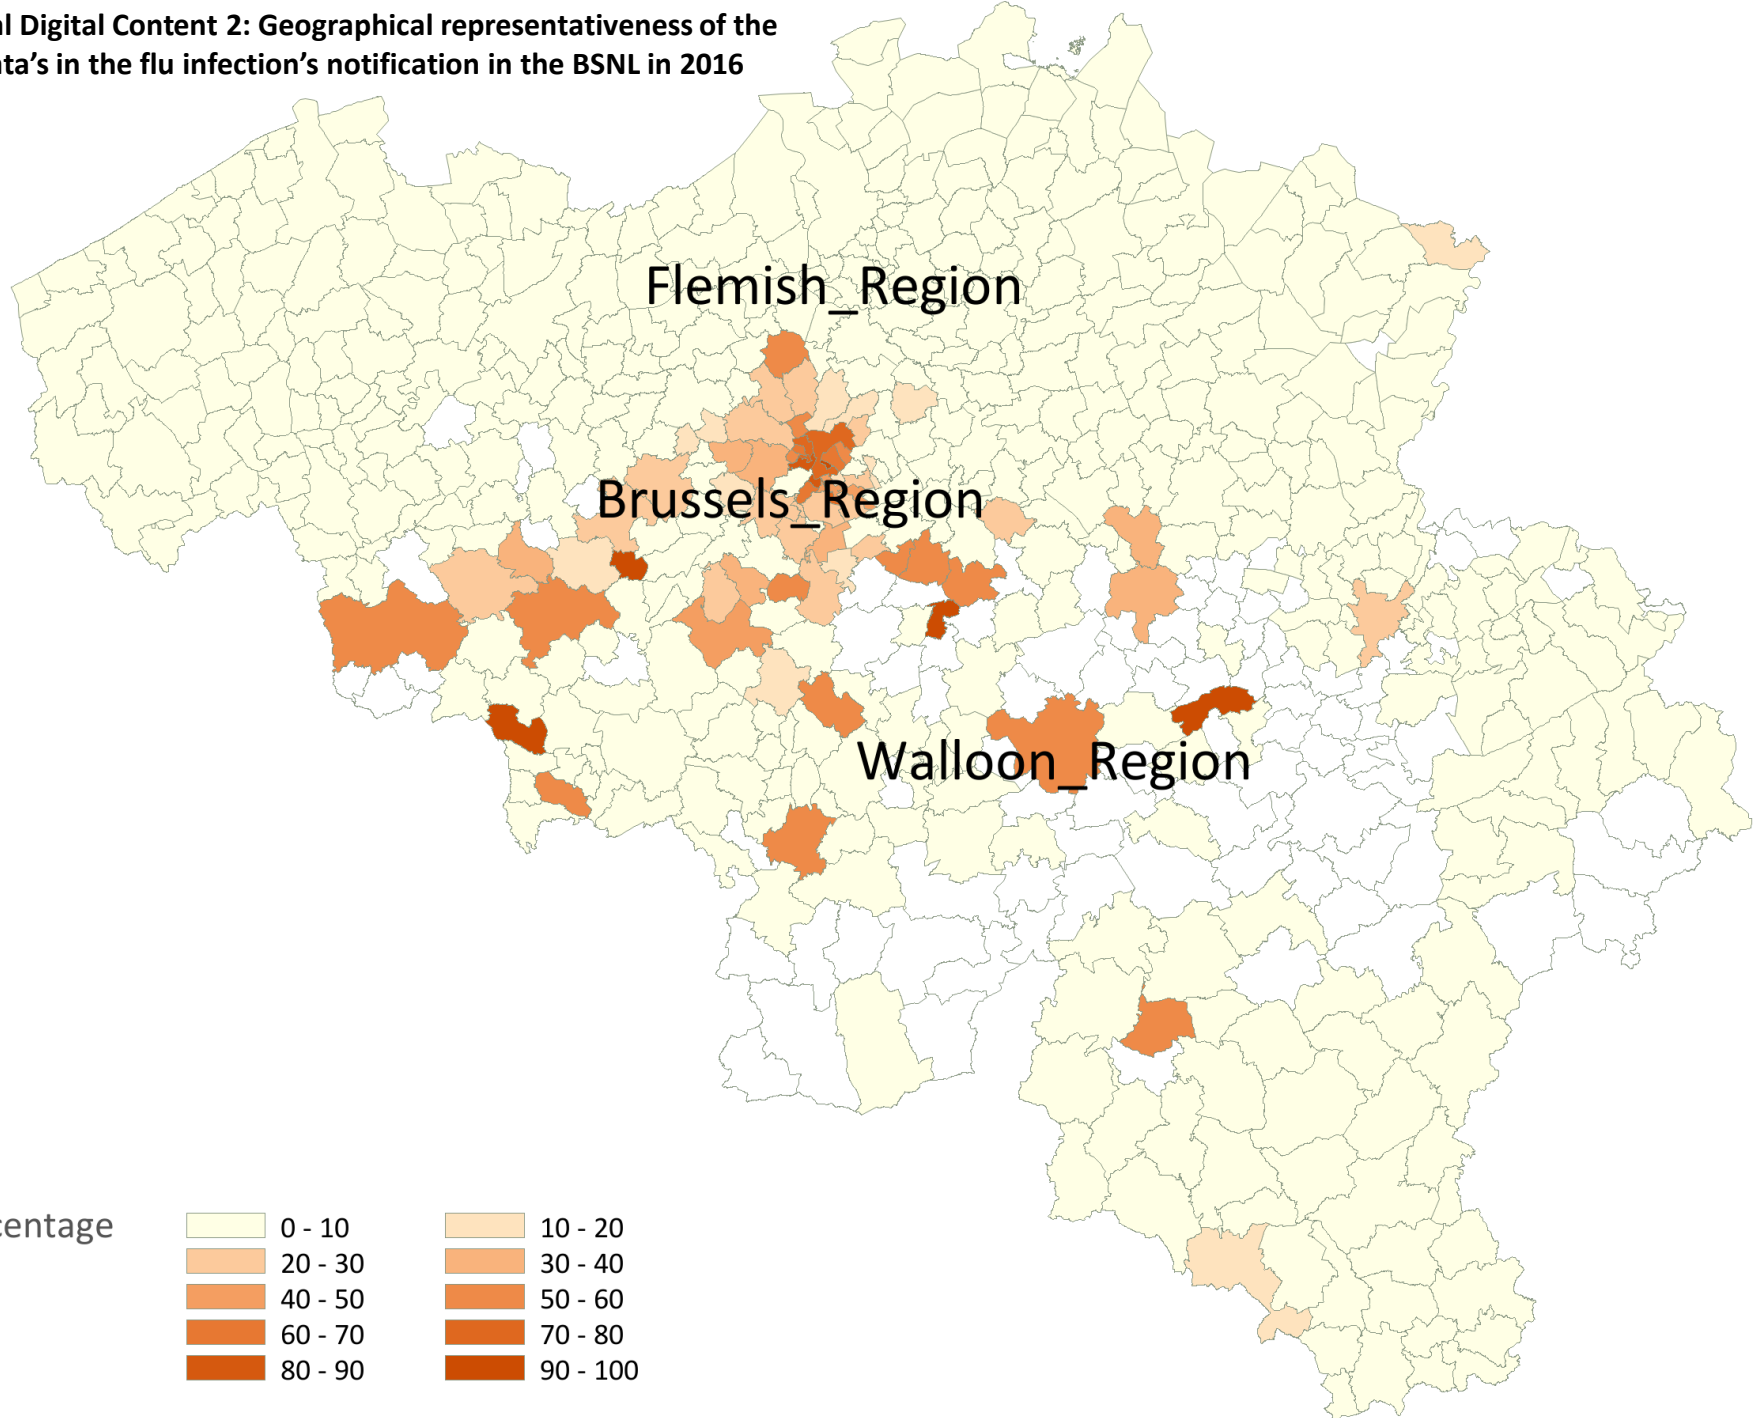 al Digital Content 2: Geographical representativeness of the
ata’s in the flu infection’s notification in the BSNL in 2016
Flemish_Region
Brussels_Region
Walloon_Region
centage
0 - 10
10 - 20
20 - 30
30 - 40
40 - 50
50 - 60
60 - 70
70 - 80
80 - 90
90 - 100